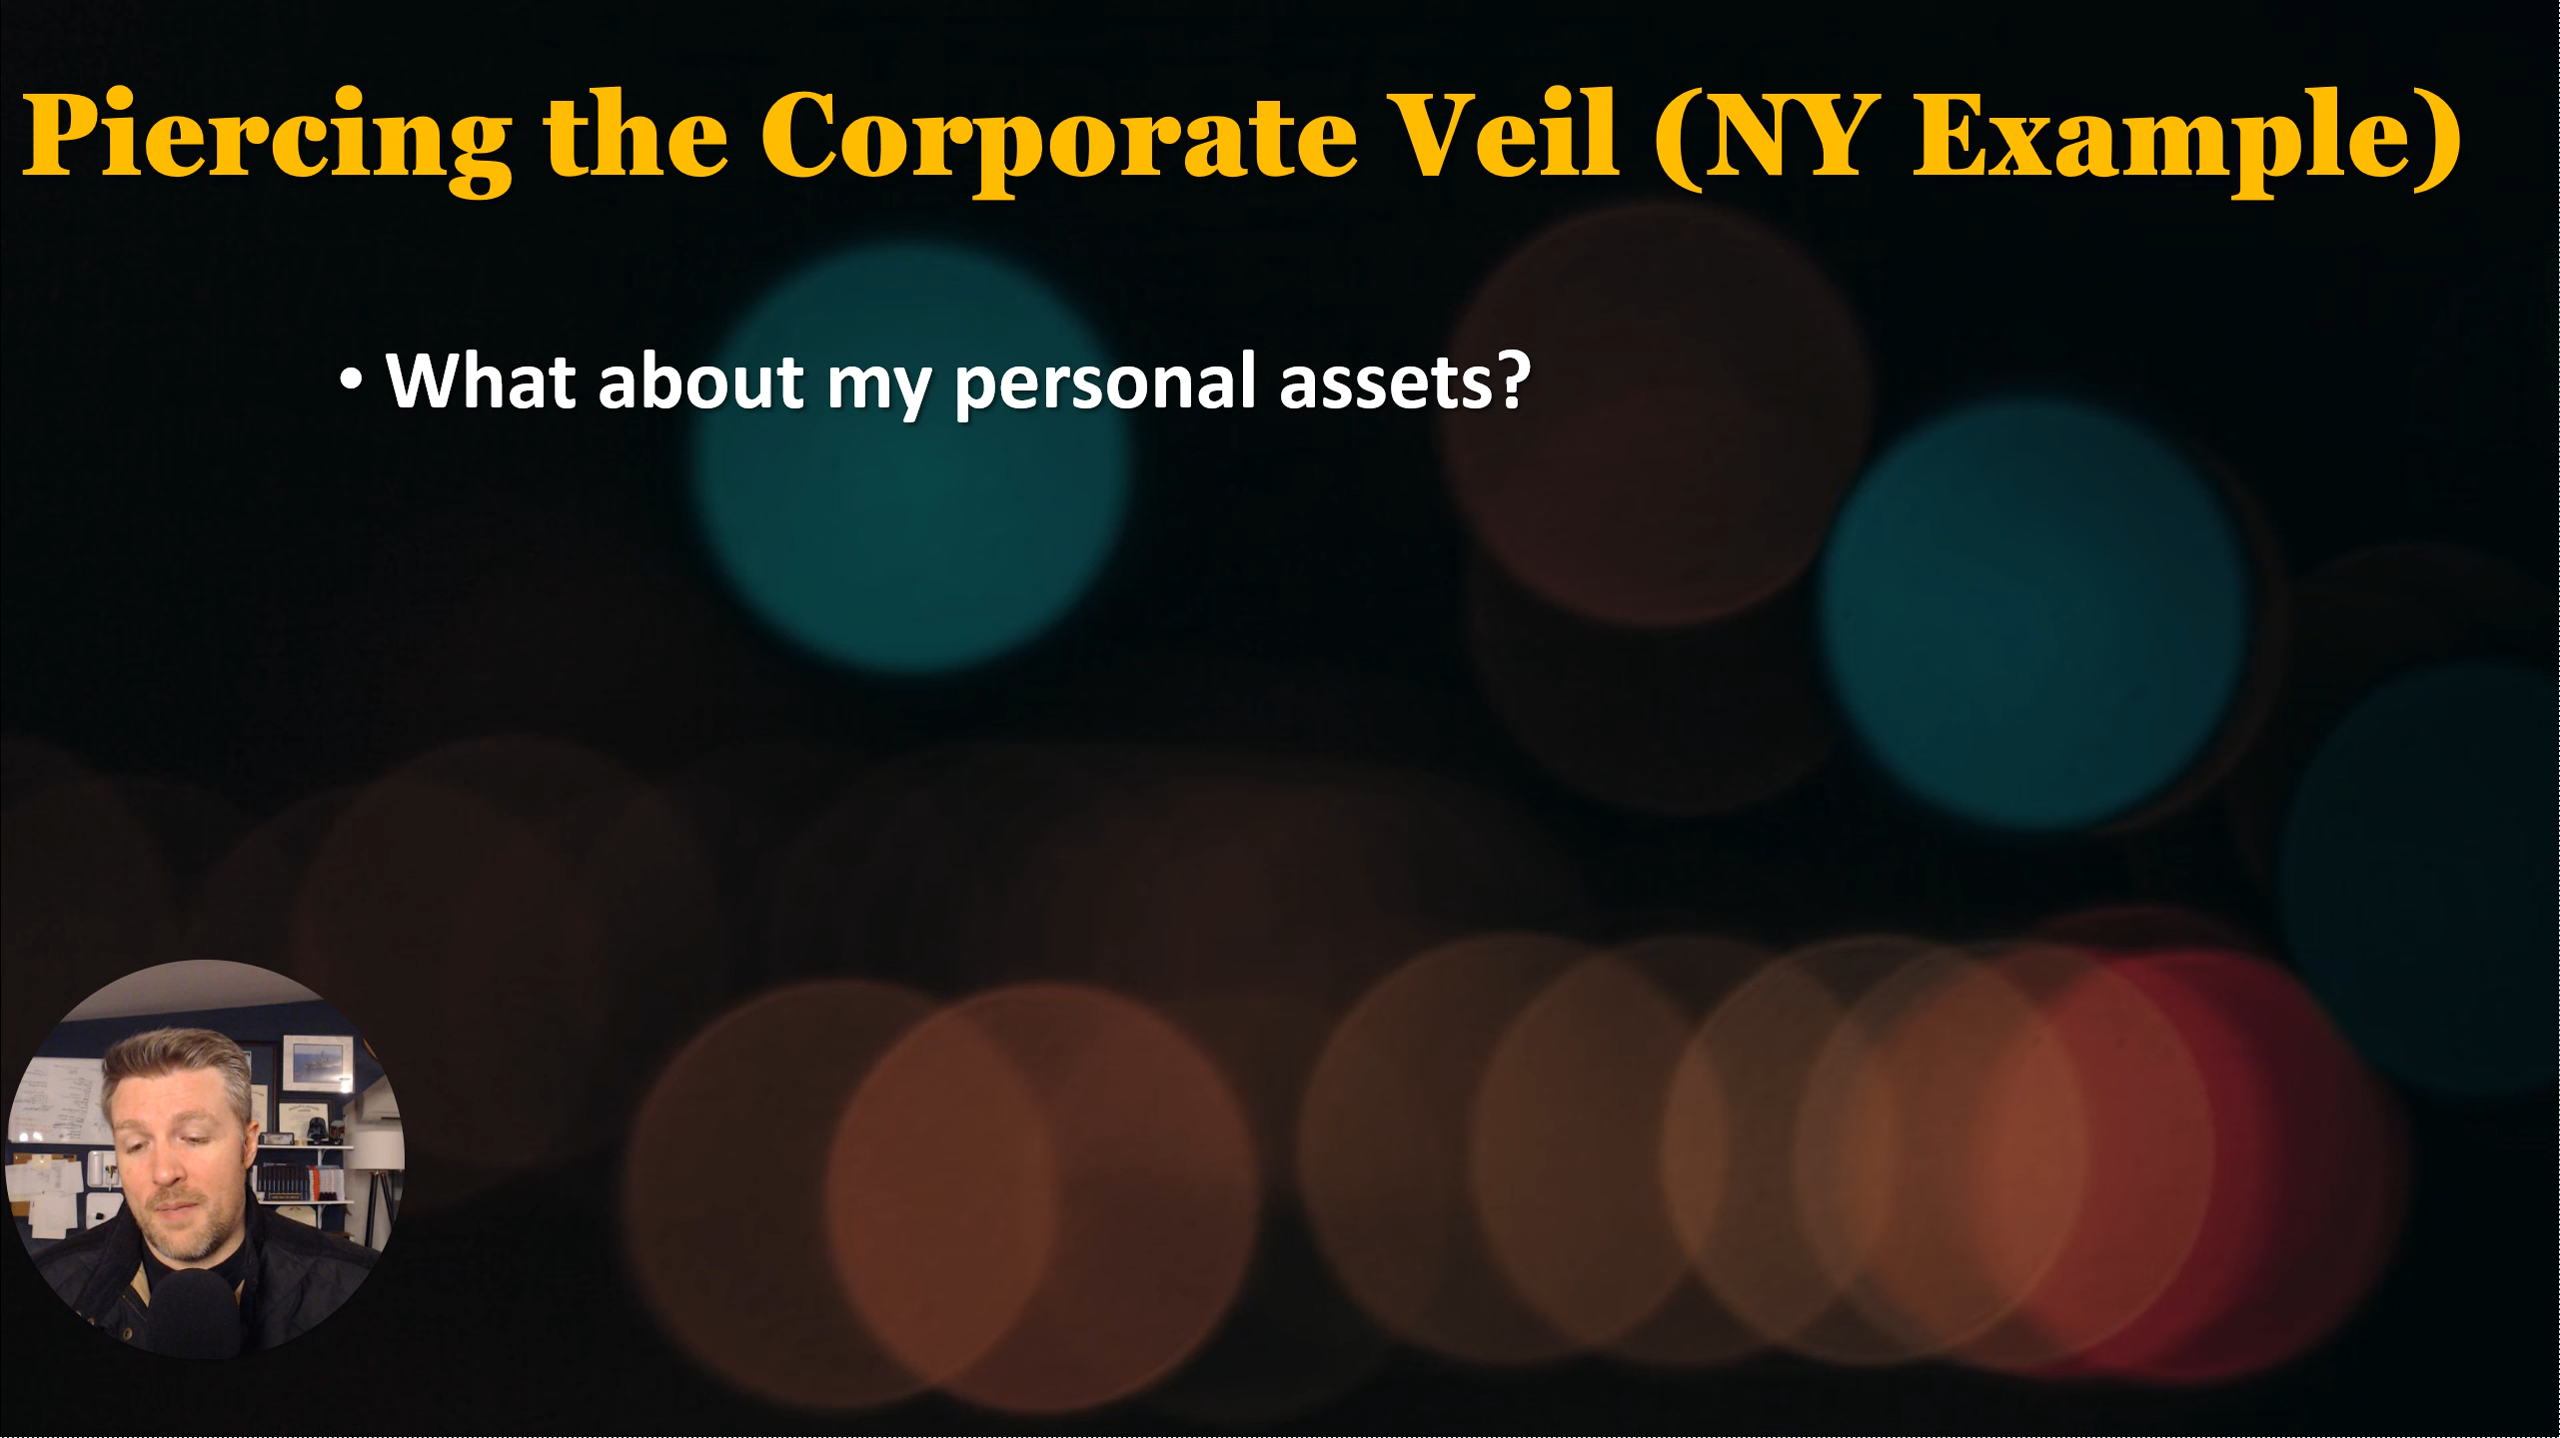 Piercing the Corporate Veil (NY Example)
• What about my personal assets?